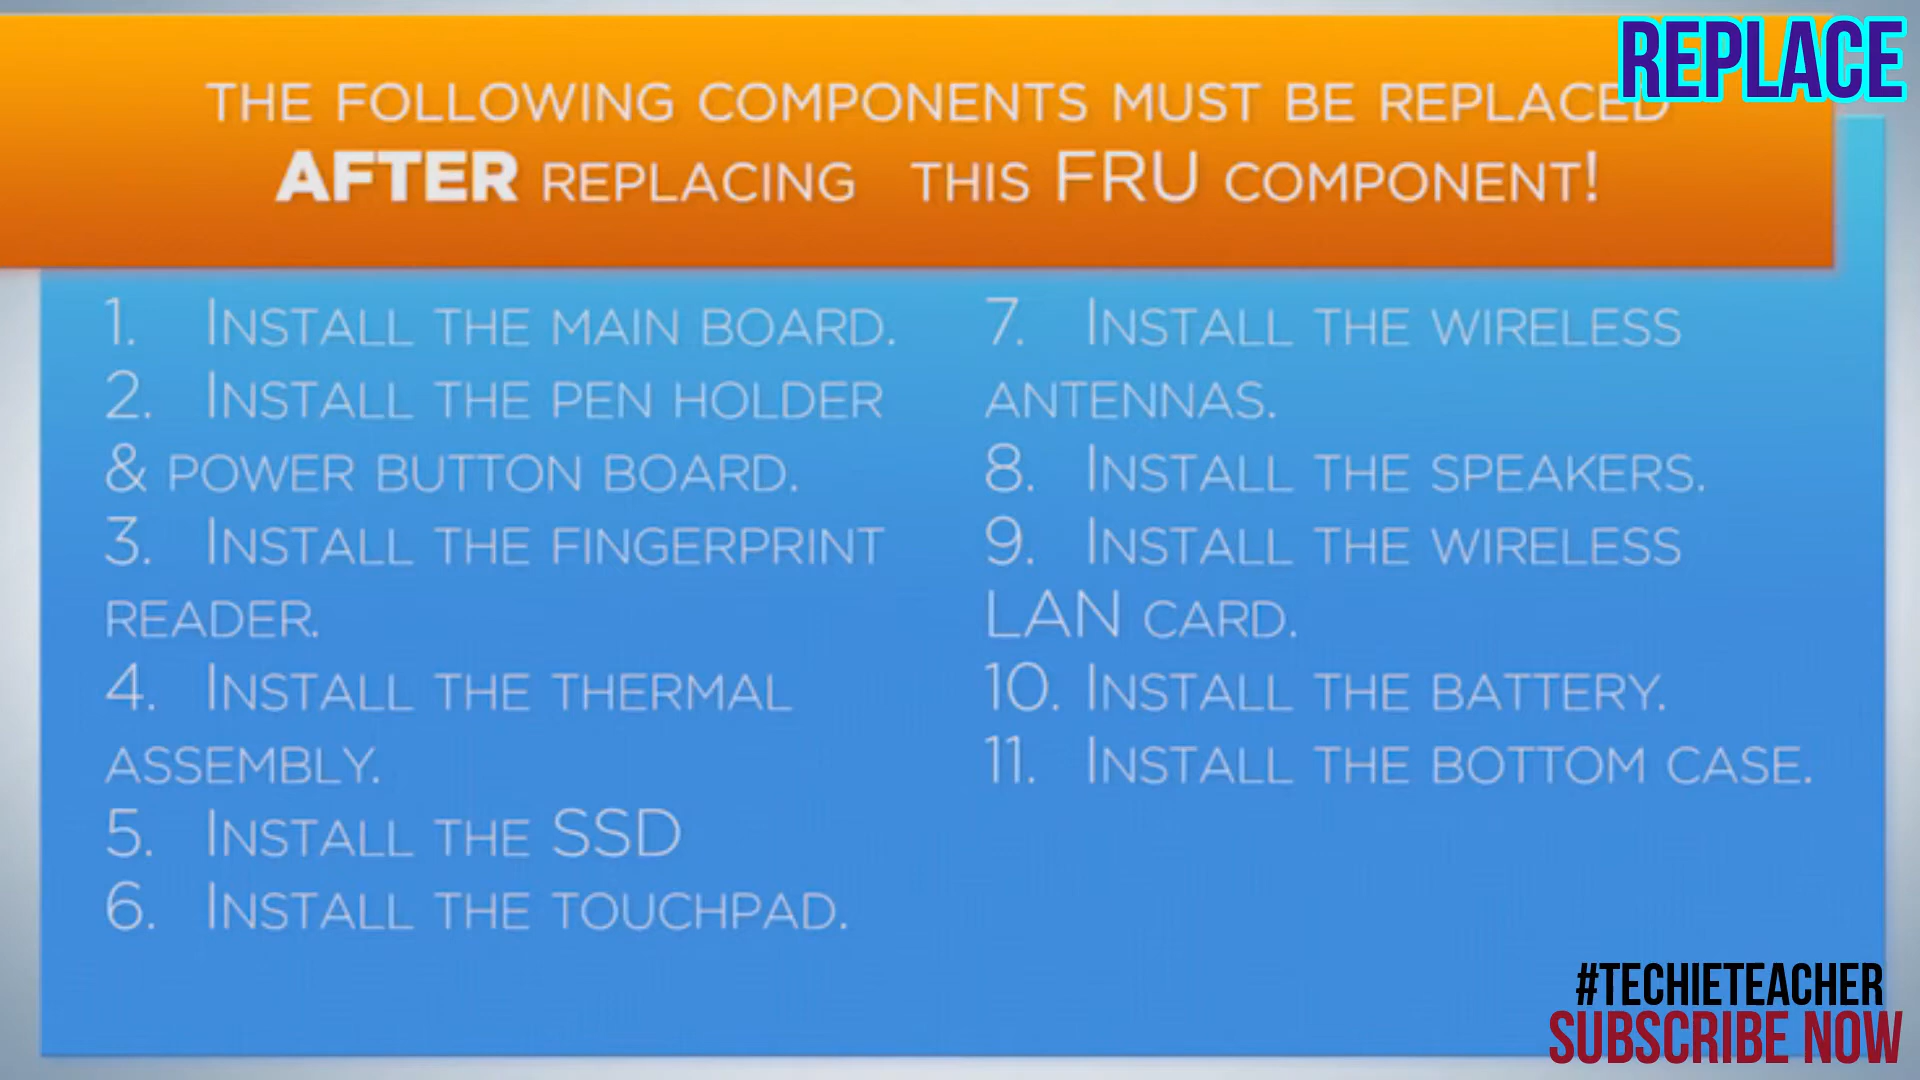 REPLACE
THE FOLLOWING COMPONENTS MUST BE REPLACED
AFTER REPLACING THIS FRU COMPONENT!
1. INSTALL THE MAIN BOARD.
2. INSTALL THE PEN HOLDER
& POWER BUTTON BOARD.
3. INSTALL THE FINGERPRINT
READER.
4. INSTALL THE THERMAL
ASSEMBLY.
5. INSTALL THE SSD
6. INSTALL THE TOUCHPAD.
7. INSTALL THE WIRELESS
ANTENNAS.
8. INSTALL THE SPEAKERS.
9. INSTALL THE WIRELESS
LAN CARD.
10. INSTALL THE BATTERY.
11. INSTALL THE BOTTOM CASE.
#TECHIETEACHER
SUBSCRIBE NOW